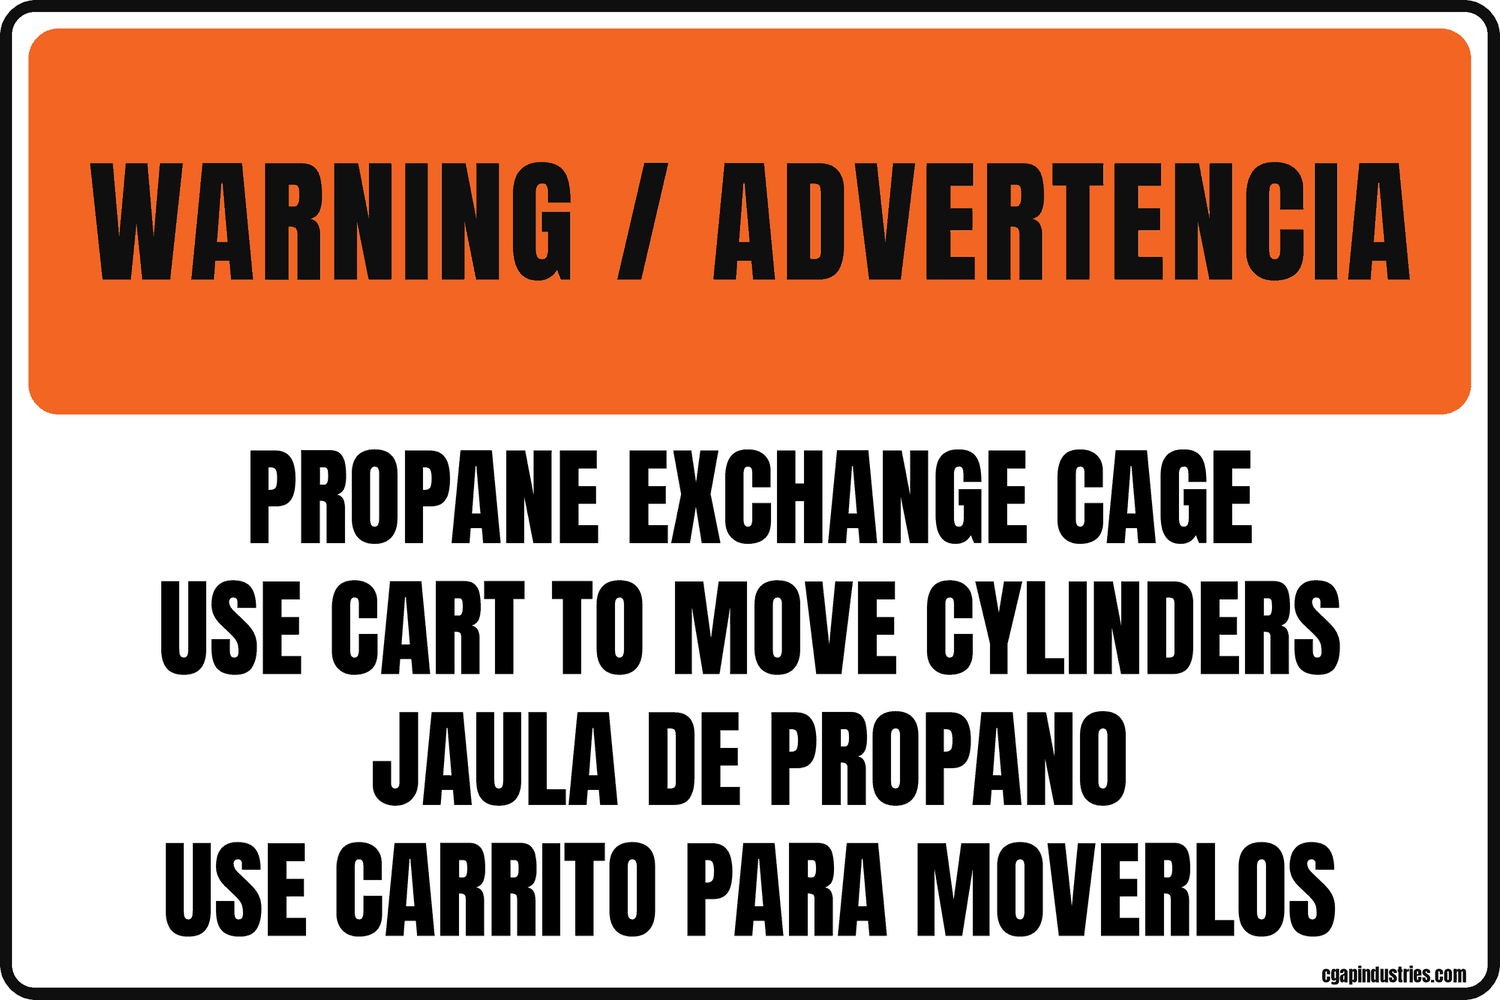 WARNING / ADVERTENCIA
PROPANE EXCHANGE CAGE
USE CART TO MOVE CYLINDERS
JAULA DE PROPANO
USE CARRITO PARA MOVERLOS
cgapindustries.com